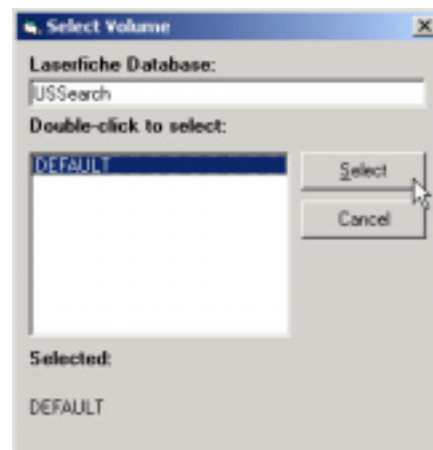 Select Volume
Laserfiche Database:
USSearch
Double-click to select:
DEFAULT
Select
Cancel
Selected:
DEFAULT